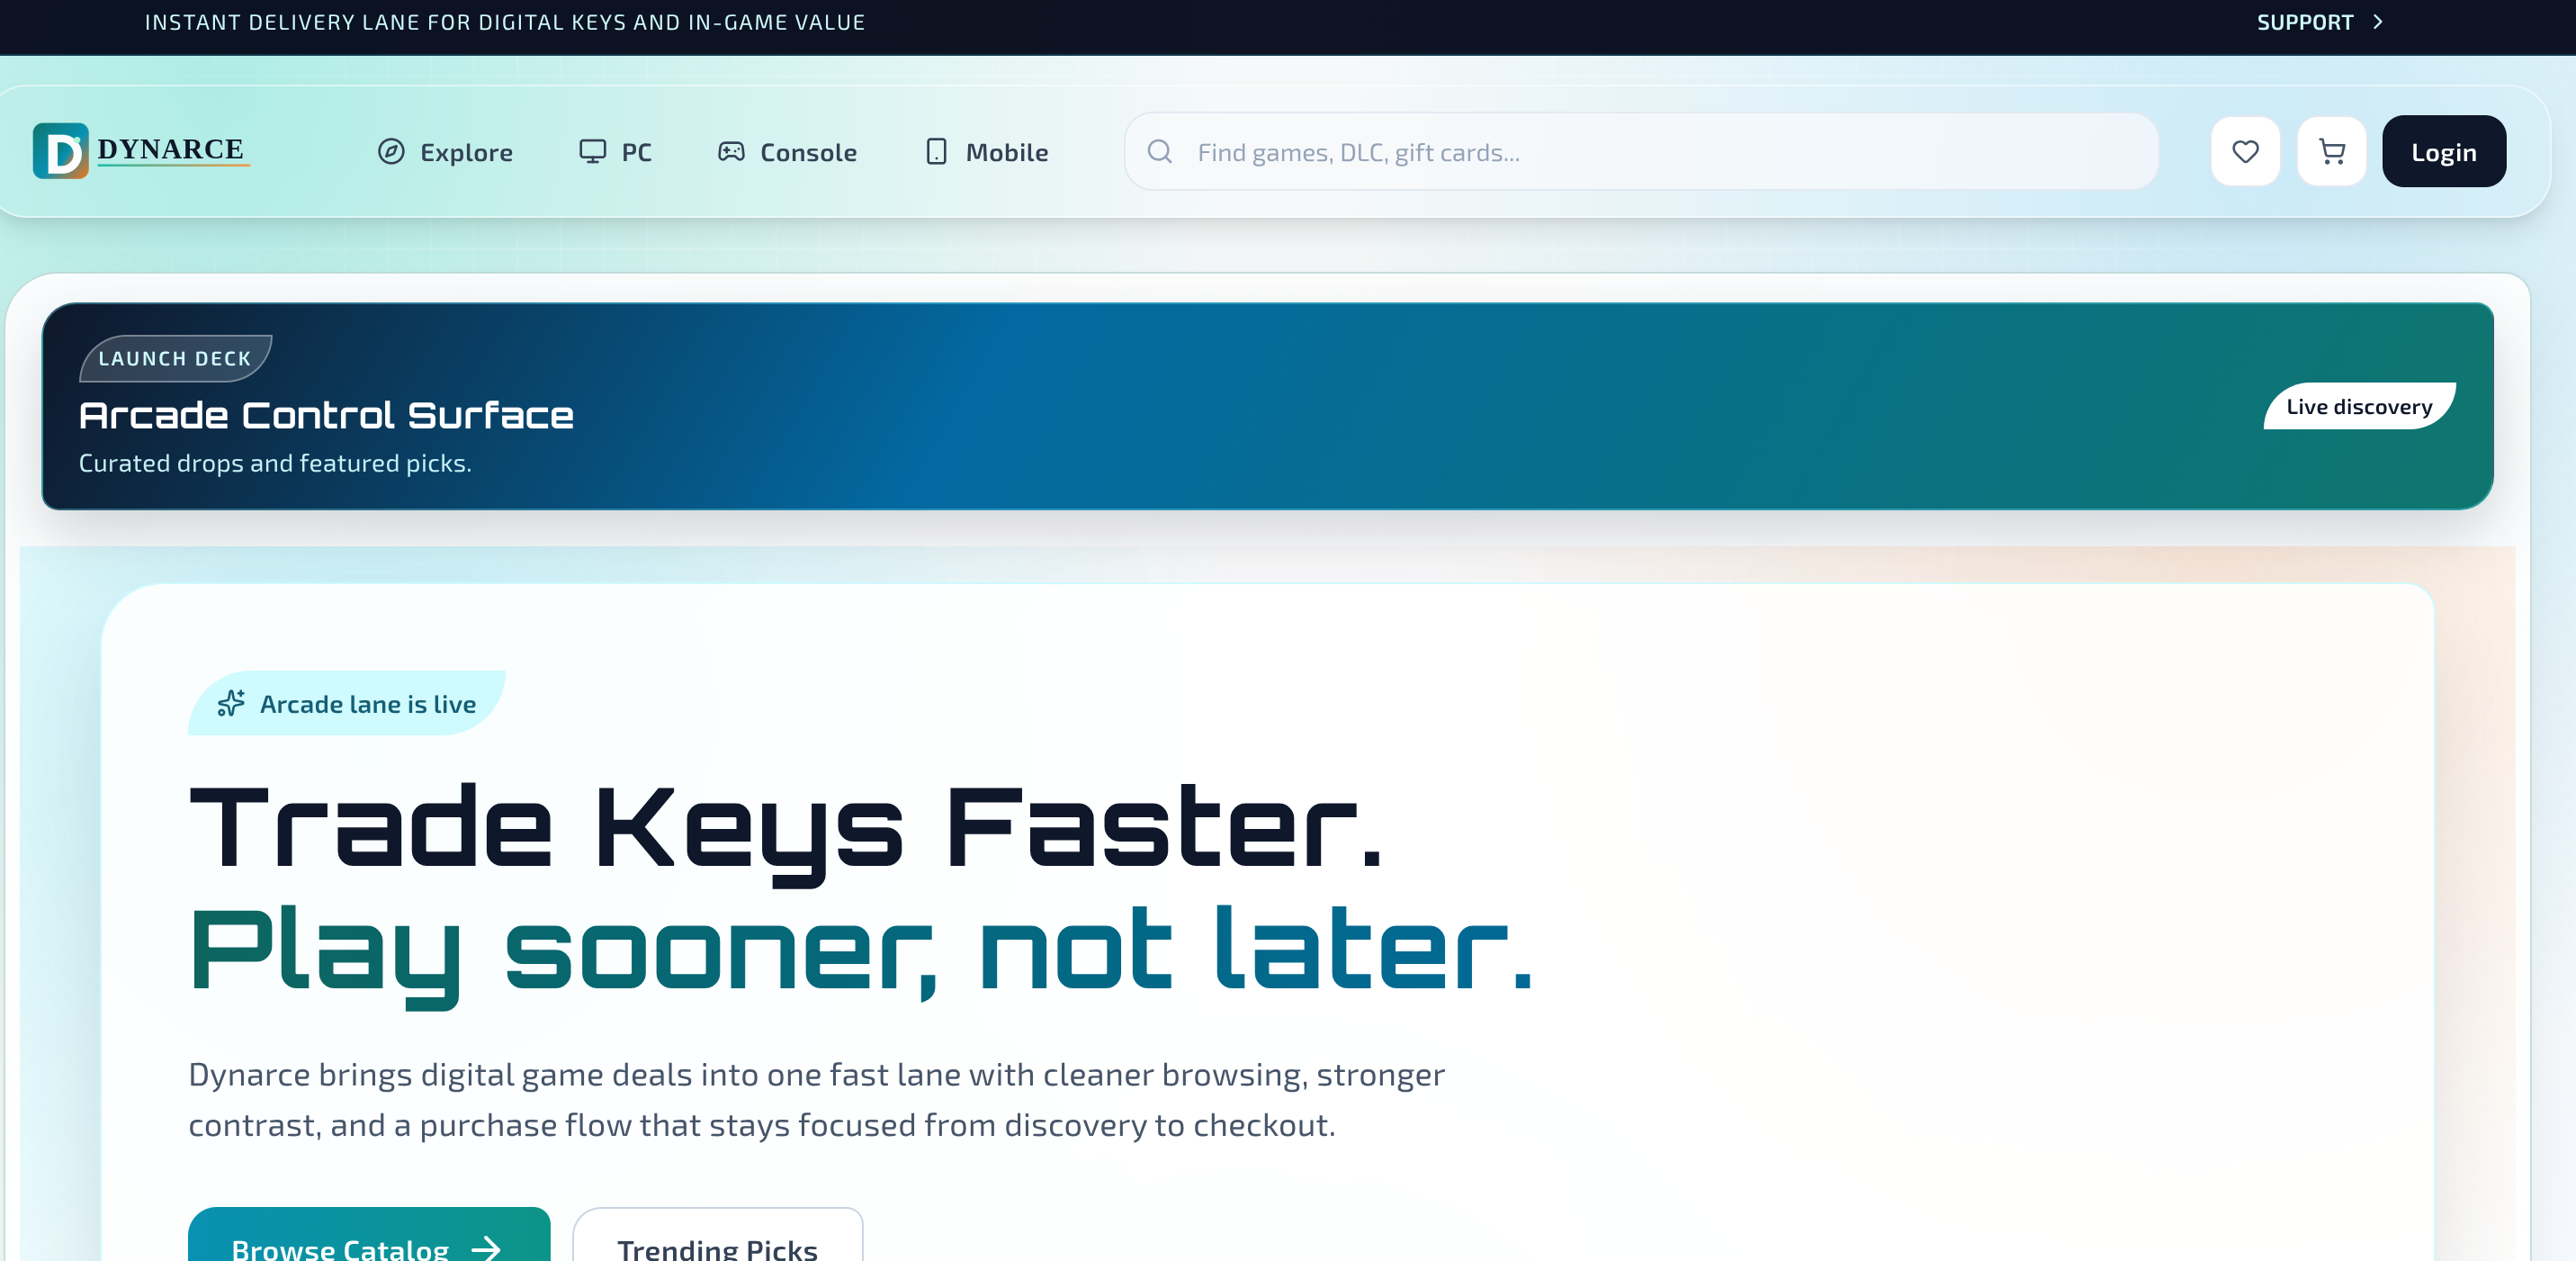 INSTANT DELIVERY LANE FOR DIGITAL KEYS AND IN-GAME VALUE
SUPPORT
D DYNARCE
Explore
PC
Console
Mobile
Find games, DLC, gift cards...
Login
LAUNCH DECK
Arcade Control Surface
Curated drops and featured picks.
Live discovery
Arcade lane is live
Trade Keys Faster.
Play sooner, not later.
Dynarce brings digital game deals into one fast lane with cleaner browsing, stronger
contrast, and a purchase flow that stays focused from discovery to checkout.
Browse Catalog
Trending Picks